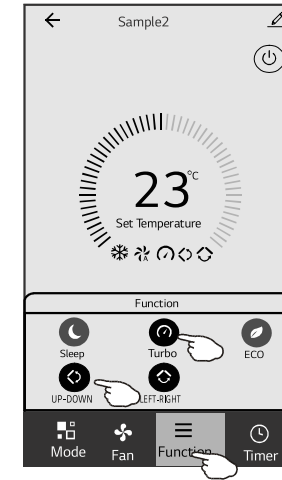 Sample2
23°C
Set Temperature
A
Function
Sleep
Turbo
ECO
UP-DOWN
LEFT-RIGHT
Mode
Fan
Function
Timer